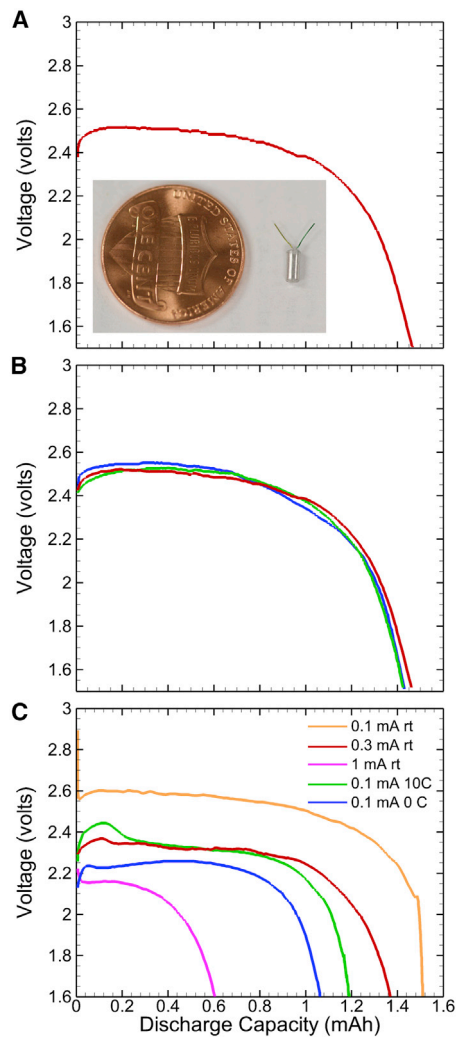 A
3
2.8
2.6
2.4
2.2
2
1.8
1.6
Voltage (volts)
UNITED STATES OF AMERICA
E PLURIBUS UNUM
ONE CENT
B
3
2.8
2.6
2.4
2.2
2
1.8
1.6
Voltage (volts)
C
3
2.8
2.6
2.4
2.2
2
1.8
1.6
Voltage (volts)
0.1 mA rt
0.3 mA rt
1 mA rt
0.1 mA 10C
0.1 mA 0 C
0 0.2 0.4 0.6 0.8 1 1.2 1.4 1.6
Discharge Capacity (mAh)